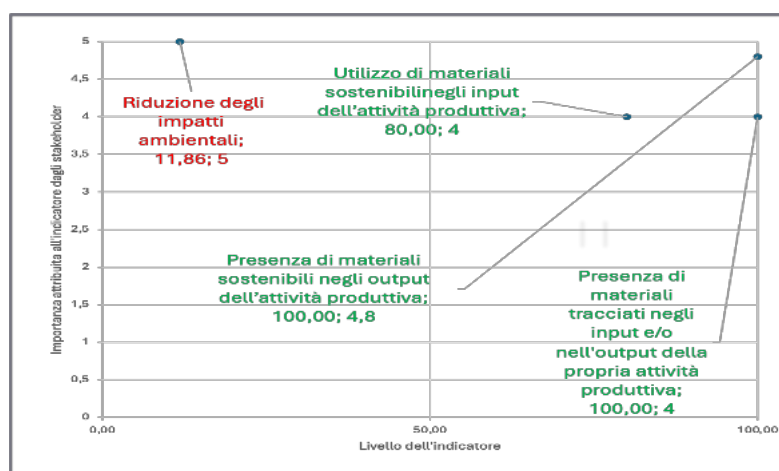 Importanza attribuita all'indicatore dagli stakeholder
5
4,5
4
3,5
3
2,5
2
1,5
1
0,5
0
Riduzione degli
impatti
ambientali;
11,86; 5
Utilizzo di materiali
sostenibilinegli input
dell'attività produttiva;
80,00; 4
Presenza di materiali
sostenibili negli output
dell'attività produttiva;
100,00; 4,8
Presenza di
materiali
tracciati negli
input e/o
nell'output della
propria attività
produttiva;
100,00; 4
0,00
50,00
100,00
Livello dell'indicatore